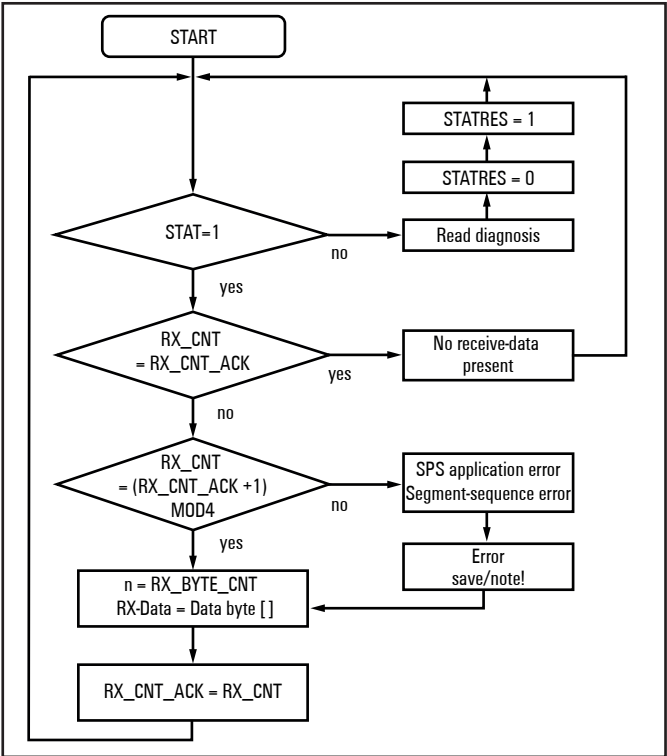 START
STATRES = 1
STATRES = 0
STAT=1
Read diagnosis
no
yes
RX_CNT
= RX_CNT_ACK
No receive-data
present
yes
no
RX_CNT
= (RX_CNT_ACK +1)
MOD4
SPS application error
Segment-sequence error
no
yes
Error
save/note!
n = RX_BYTE_CNT
RX-Data = Data byte [ ]
RX_CNT_ACK = RX_CNT